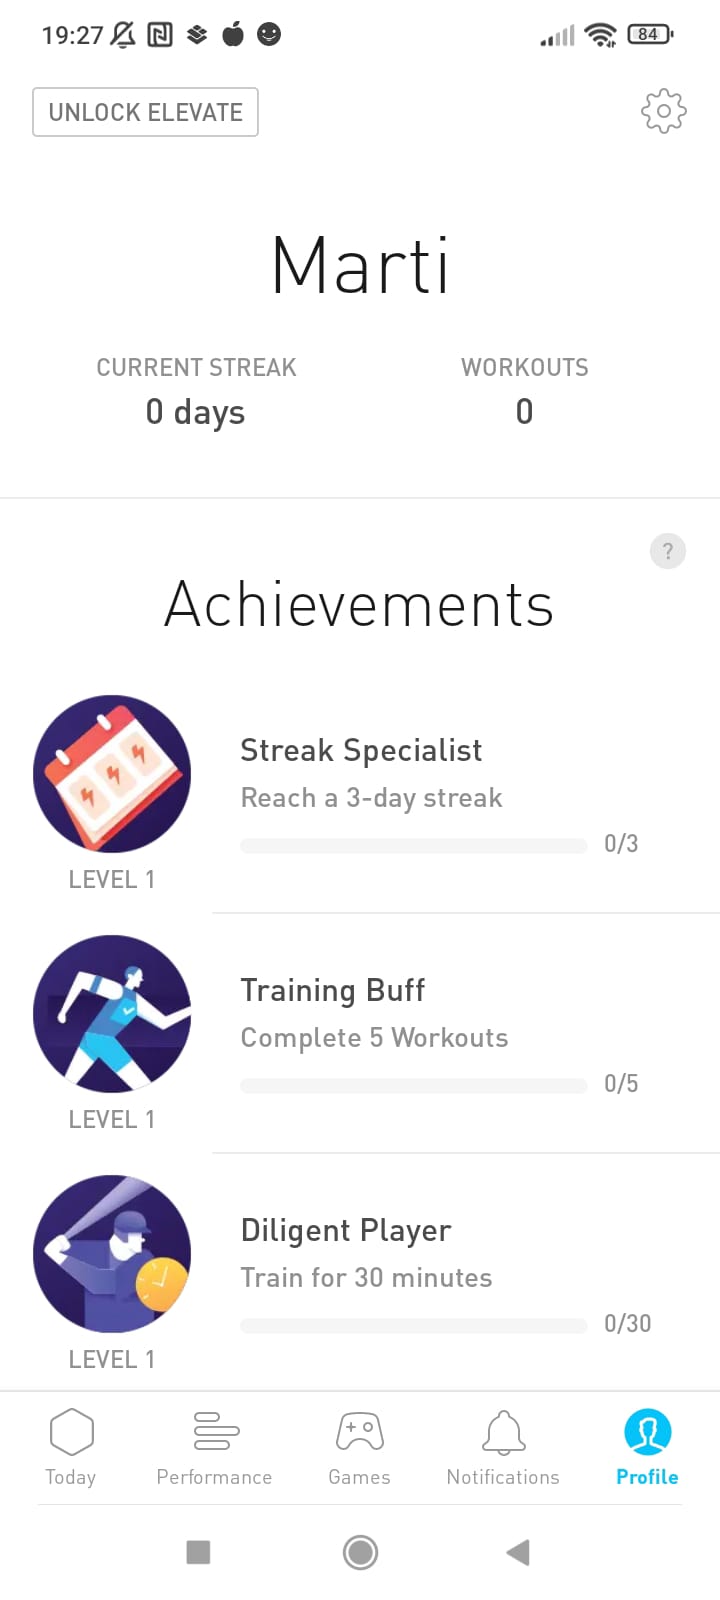 19:27
84
UNLOCK ELEVATE
Marti
CURRENT STREAK
0 days
WORKOUTS
0
?
Achievements
Streak Specialist
Reach a 3-day streak
0/3
LEVEL 1
Training Buff
Complete 5 Workouts
0/5
LEVEL 1
Diligent Player
Train for 30 minutes
0/30
LEVEL 1
Today
Performance
Games
Notifications
Profile